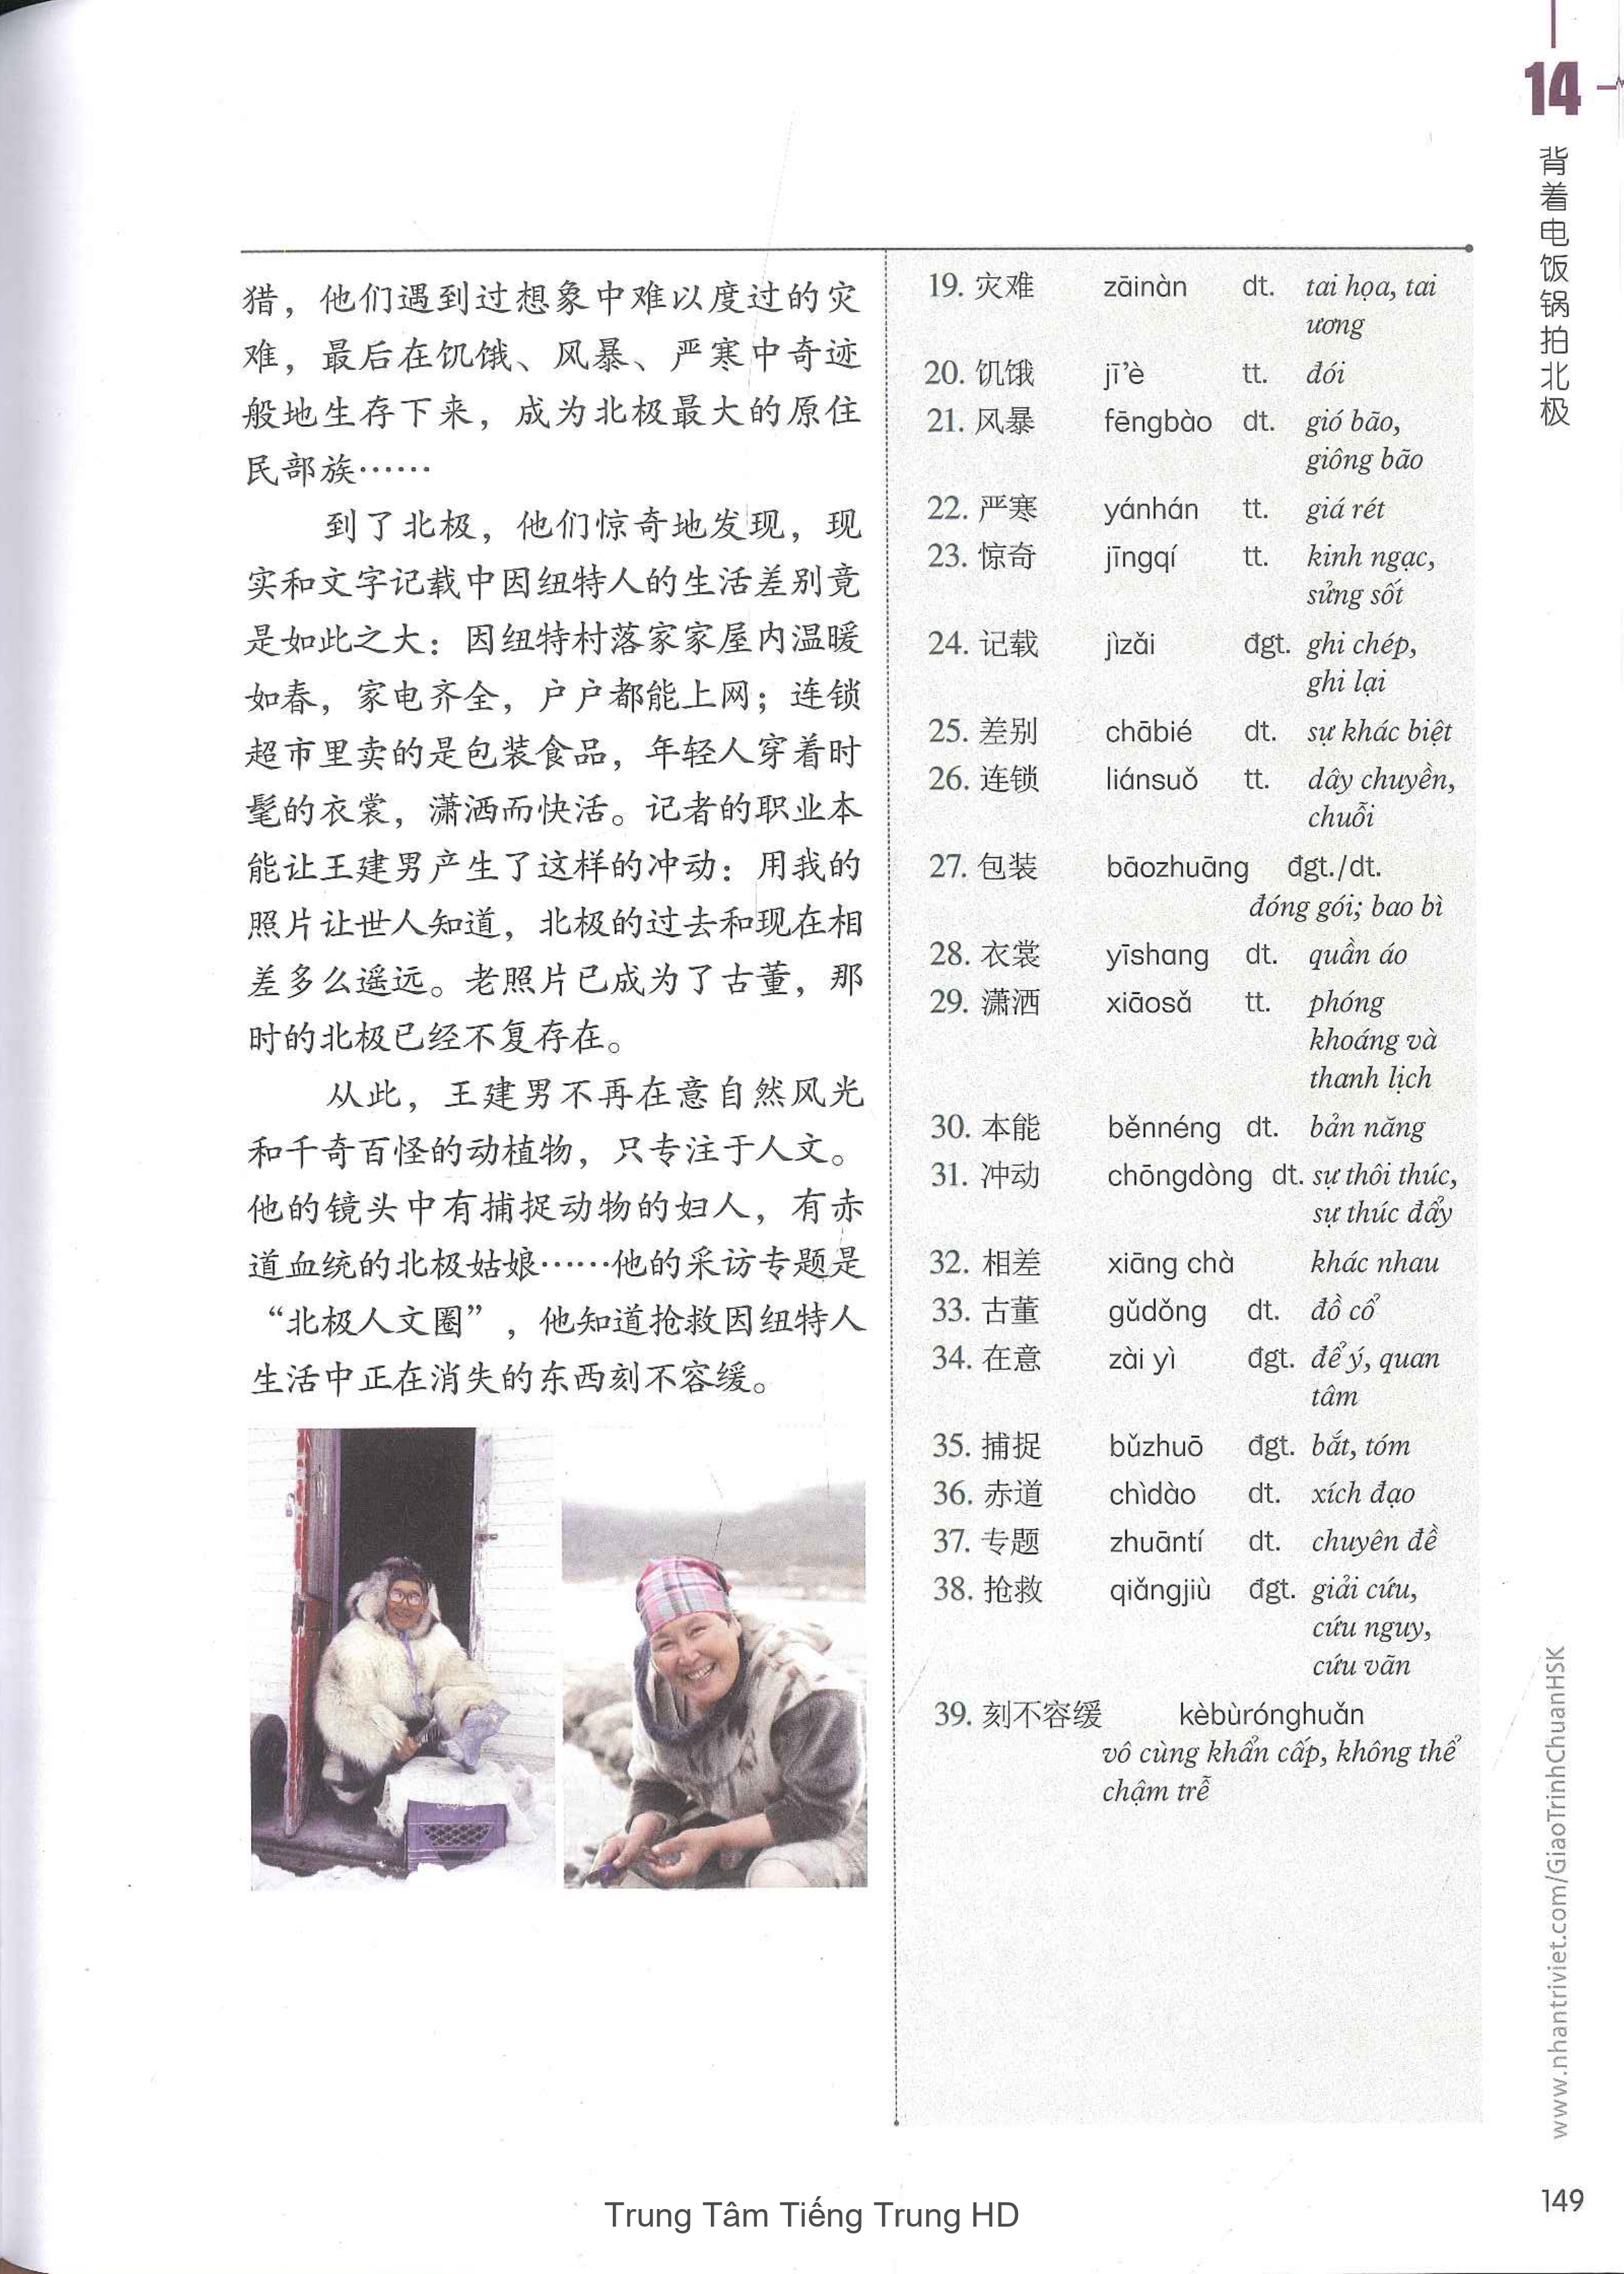 14
背着电饭锅拍北极
猎，他们遇到过想象中难以度过的灾
难，最后在饥饿、风暴、严寒中奇迹
般地生存下来，成为北极最大的原住
民部族……
到了北极，他们惊奇地发现，现
实和文字记载中因纽特人的生活差别竟
是如此之大：因纽特村落家家屋内温暖
如春，家电齐全，户户都能上网；连锁
超市里卖的是包装食品，年轻人穿着时
髦的衣裳，潇洒而快活。记者的职业本
能让王建男产生了这样的冲动：用我的
照片让世人知道，北极的过去和现在相
差多么遥远。老照片已成为了古董，那
时的北极已经不复存在。
从此，王建男不再在意自然风光
和千奇百怪的动植物，只专注于人文。
他的镜头中有捕捉动物的妇人，有赤
道血统的北极姑娘……他的采访专题是
“北极人文圈”，他知道抢救因纽特人
生活中正在消失的东西刻不容缓。
19. 灾难 zāinàn dt. tai họa, tai
ương
20. 饥饿 jī’è tt. đói
21. 风暴 fēngbào dt. gió bão,
giông bão
22. 严寒 yánhán tt. giá rét
23. 惊奇 jīngqí tt. kinh ngạc,
sửng sốt
24. 记载 jìzǎi đgt. ghi chép,
ghi lại
25. 差别 chābié dt. sự khác biệt
26. 连锁 liánsuǒ tt. dây chuyền,
chuỗi
27. 包装 bāozhuāng đgt./dt.
đóng gói; bao bì
28. 衣裳 yīshang dt. quần áo
29. 潇洒 xiāosǎ tt. phóng
khoáng và
thanh lịch
30. 本能 běnnéng dt. bản năng
31. 冲动 chōngdòng dt. sự thôi thúc,
sự thúc đẩy
32. 相差 xiāng chà khác nhau
33. 古董 gǔdǒng dt. đồ cổ
34. 在意 zài yì đgt. để ý, quan
tâm
35. 捕捉 bǔzhuō đgt. bắt, tóm
36. 赤道 chìdào dt. xích đạo
37. 专题 zhuāntí dt. chuyên đề
38. 抢救 qiǎngjiù đgt. giải cứu,
cứu nguy,
cứu vãn
39. 刻不容缓 kèbùrónghuǎn
vô cùng khẩn cấp, không thể
chậm trễ
www.nhantriviet.com/GiaoTrinhChuanHSK
149
Trung Tâm Tiếng Trung HD